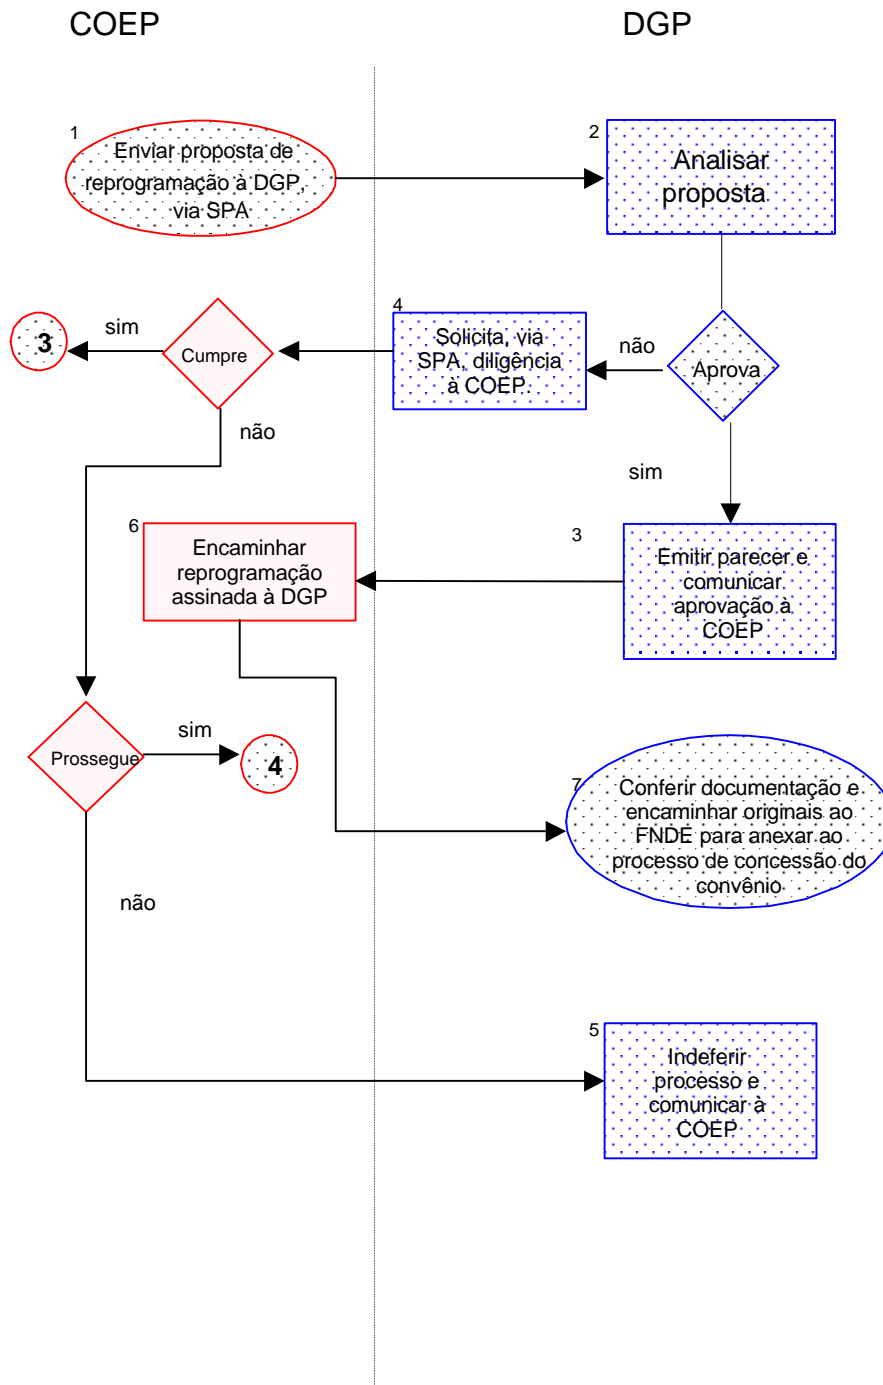 COEP
DGP
1
Enviar proposta de
reprogramação à DGP,
via SPA
2
Analisar
proposta
3
sim
Cumpre
4
Solicita, via
SPA, diligência
à COEP.
não
Aprova
não
sim
6
Encaminhar
reprogramação
assinada à DGP
3
Emitir parecer e
comunicar
aprovação à
COEP
Prossegue
sim
4
7
Conferir documentação e
encaminhar originais ao
FNDE para anexar ao
processo de concessão do
convênio
não
5
Indeferir
processo e
comunicar à
COEP